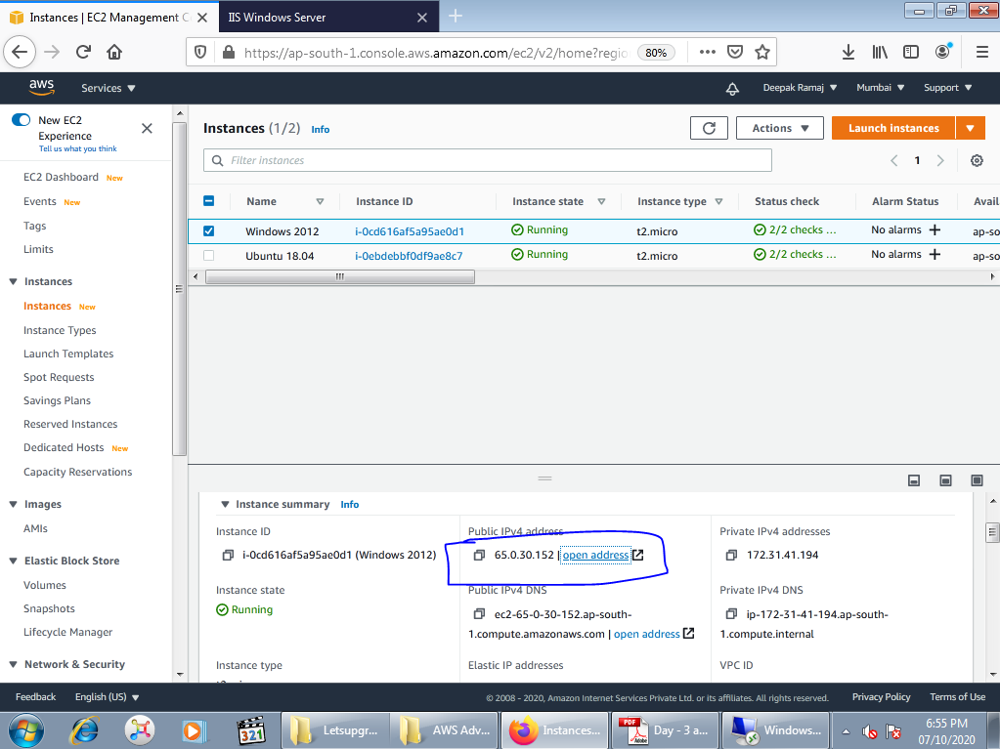 Instances | EC2 Management C
IIS Windows Server
https://ap-south-1.console.aws.amazon.com/ec2/v2/home?regio
80%
aws
Services
Deepak Ramaj
Mumbai
Support
New EC2
Experience
Tell us what you think
EC2 Dashboard New
Events New
Tags
Limits
Instances
Instances New
Instance Types
Launch Templates
Spot Requests
Savings Plans
Reserved Instances
Dedicated Hosts New
Capacity Reservations
Images
AMIs
Elastic Block Store
Volumes
Snapshots
Lifecycle Manager
Network & Security
Instances (1/2) Info
Actions
Launch instances
Filter instances
1
Name Instance ID Instance state Instance type Status check Alarm Status Avail
Windows 2012 i-0cd616af5a95ae0d1 Running t2.micro 2/2 checks ... No alarms + ap-so
Ubuntu 18.04 i-0ebdebbf0df9ae8c7 Running t2.micro 2/2 checks ... No alarms + ap-so
Instance summary Info
Instance ID
i-0cd616af5a95ae0d1 (Windows 2012)
Public IPv4 address
65.0.30.152 | open address
Private IPv4 addresses
172.31.41.194
Instance state
Running
Public IPv4 DNS
ec2-65-0-30-152.ap-south-
1.compute.amazonaws.com | open address
Private IPv4 DNS
ip-172-31-41-194.ap-south-
1.compute.internal
Instance type
Elastic IP addresses
VPC ID
Feedback
English (US)
© 2008 - 2020, Amazon Internet Services Private Ltd. or its affiliates. All rights reserved.
Privacy Policy
Terms of Use
321
Letsupgr...
AWS Adv...
Instances...
PDF
Adobe
Day - 3 a...
Windows...
6:55 PM
07/10/2020